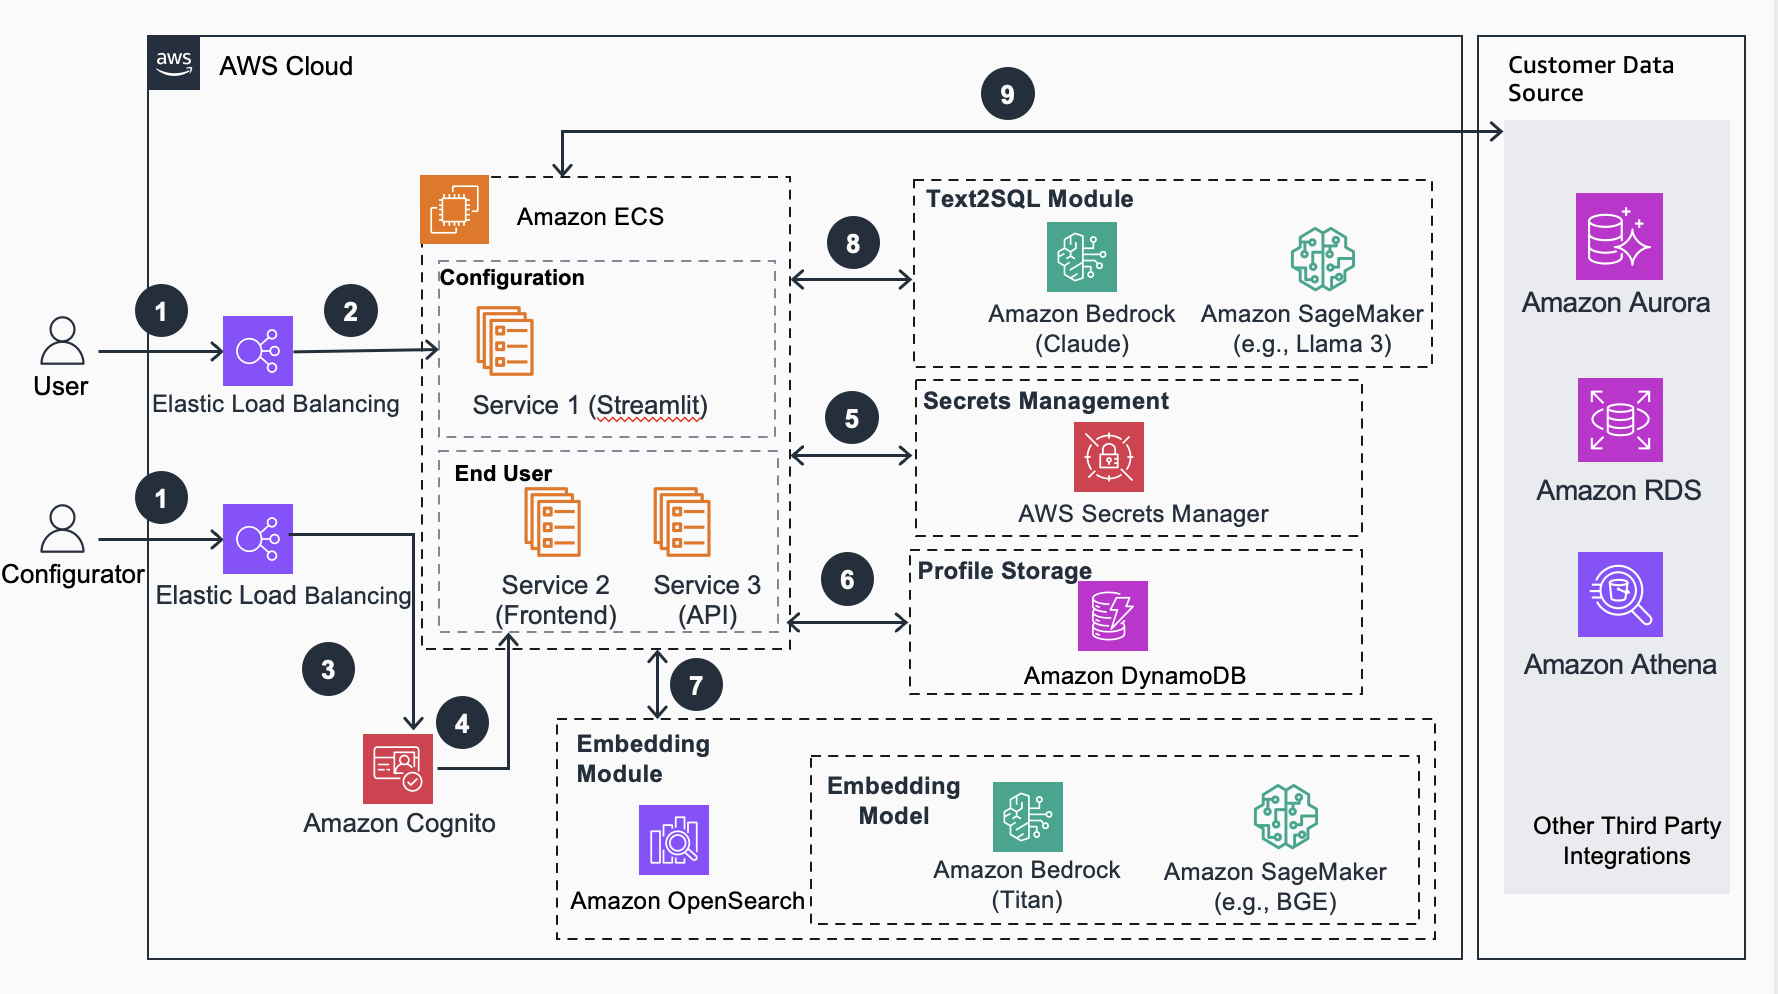 aws
AWS Cloud
Customer Data
Source
9
Amazon ECS
Text2SQL Module
8
Configuration
Amazon Bedrock
(Claude)
Amazon SageMaker
(e.g., Llama 3)
Amazon Aurora
1
2
User
Elastic Load Balancing
Service 1 (Streamlit)
5
Secrets Management
AWS Secrets Manager
Amazon RDS
End User
1
Configurator
Elastic Load Balancing
Service 2
(Frontend)
Service 3
(API)
6
Profile Storage
Amazon DynamoDB
Amazon Athena
3
4
7
Amazon Cognito
Embedding
Module
Amazon OpenSearch
Embedding
Model
Amazon Bedrock
(Titan)
Amazon SageMaker
(e.g., BGE)
Other Third Party
Integrations